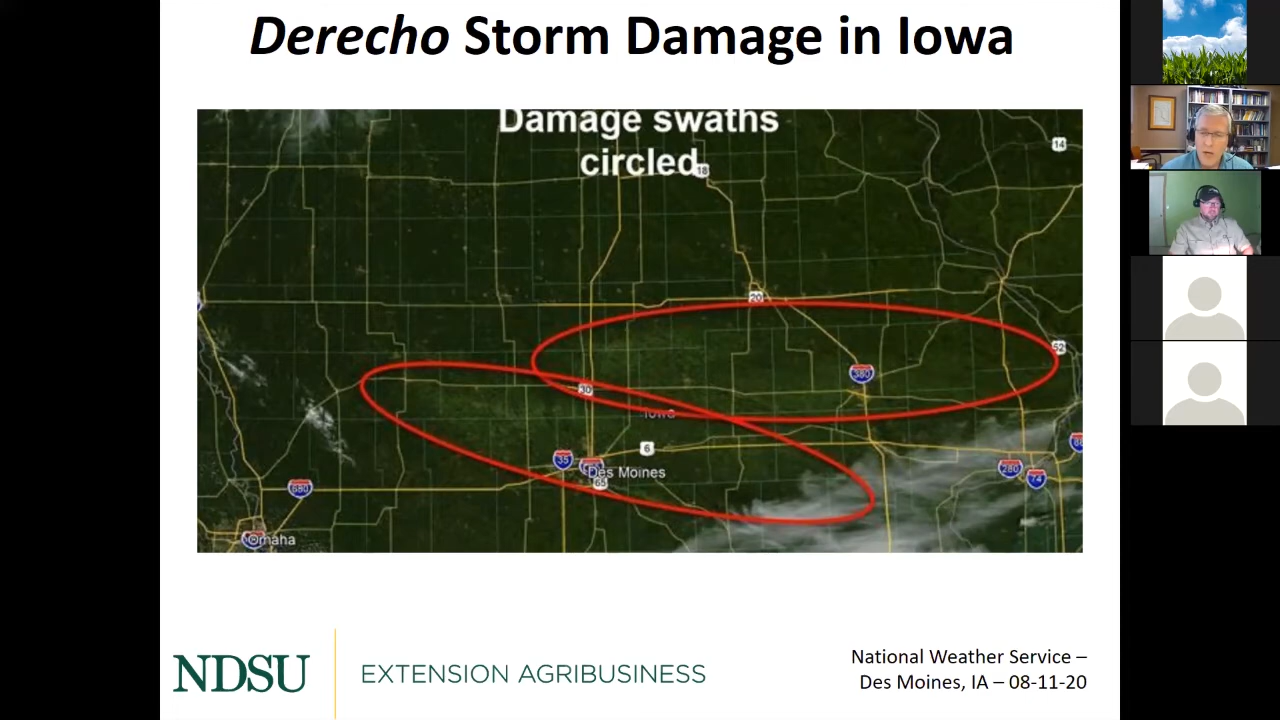 Derecho Storm Damage in Iowa
Damage swaths
circled
18
14
20
52
380
30
Iowa
6
35
Des Moines
65
88
280
74
680
Omaha
NDSU
EXTENSION AGRIBUSINESS
National Weather Service –
Des Moines, IA – 08-11-20